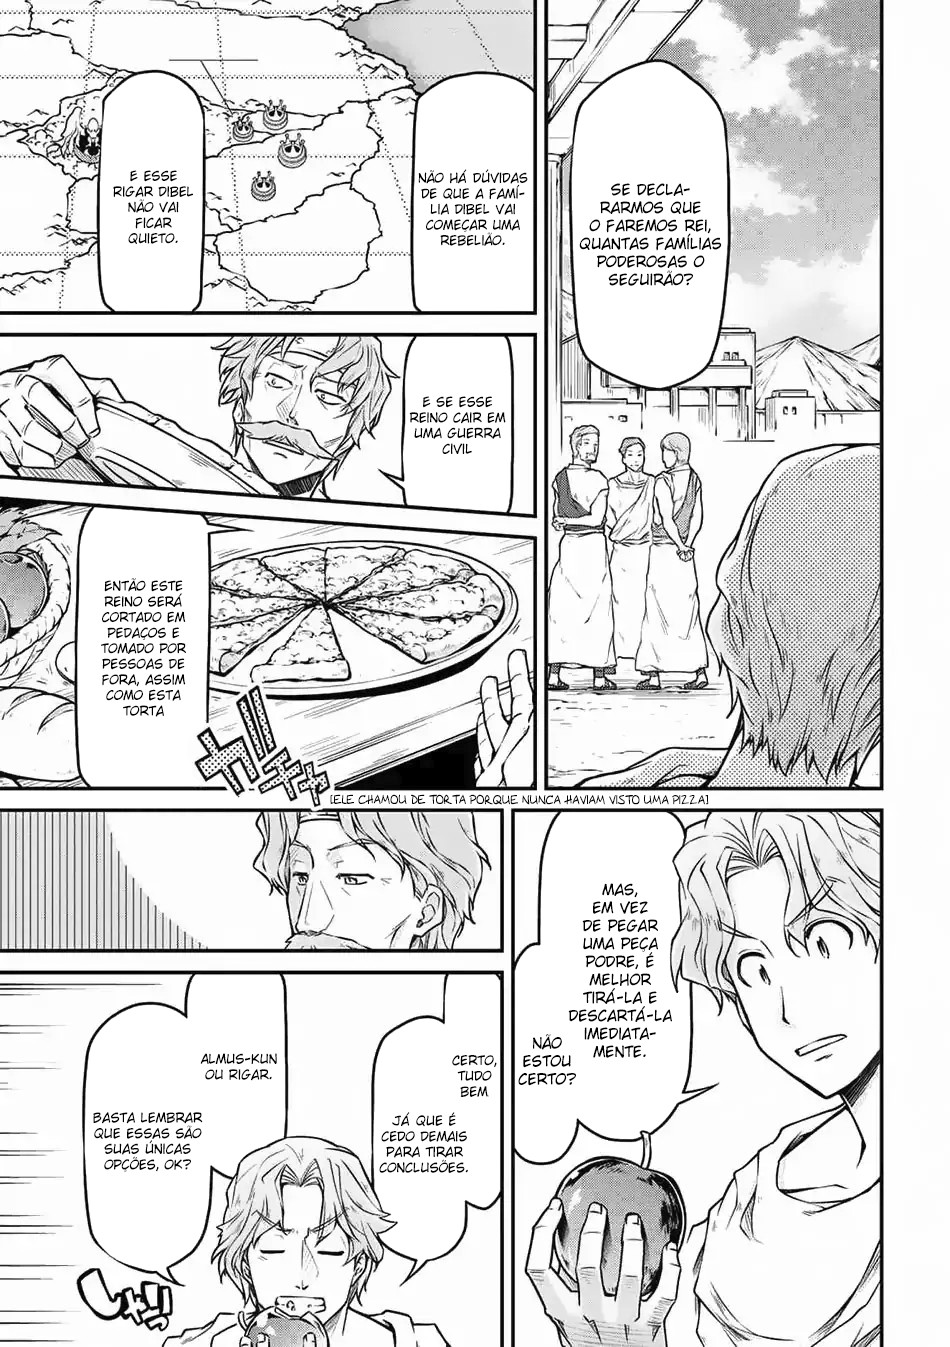 SE DECLA-
RARMOS QUE
O FAREMOS REI,
QUANTAS FAMÍLIAS
PODEROSAS O
SEGUIRÃO?
NÃO HÁ DÚVIDAS
DE QUE A FAMÍ-
LIA DIBEL VAI
COMEÇAR UMA
REBELIÃO.
E ESSE
RIGAR DIBEL
NÃO VAI
FICAR
QUIETO.
E SE ESSE
REINO CAIR EM
UMA GUERRA
CIVIL
ENTÃO ESTE
REINO SERÁ
CORTADO EM
PEDAÇOS E
TOMADO POR
PESSOAS DE
FORA, ASSIM
COMO ESTA
TORTA
ガチャ
[ELE CHAMOU DE TORTA PORQUE NUNCA HAVIAM VISTO UMA PIZZA]
MAS,
EM VEZ
DE PEGAR
UMA PEÇA
PODRE, É
MELHOR
TIRÁ-LA E
DESCARTÁ-LA
IMEDIATA-
MENTE.
NÃO
ESTOU
CERTO?
CERTO,
TUDO
BEM
JÁ QUE É
CEDO DEMAIS
PARA TIRAR
CONCLUSÕES.
ALMUS-KUN
OU RIGAR.
BASTA LEMBRAR
QUE ESSAS SÃO
SUAS ÚNICAS
OPÇÕES, OK?